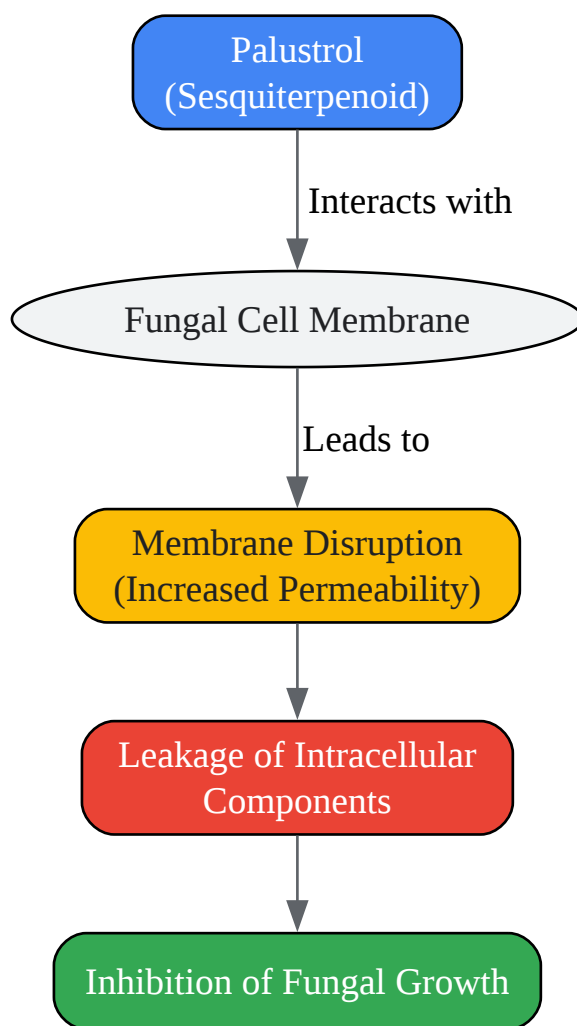 Palustrol
(Sesquiterpenoid)
Interacts with
Fungal Cell Membrane
Leads to
Membrane Disruption
(Increased Permeability)
Leakage of Intracellular
Components
Inhibition of Fungal Growth